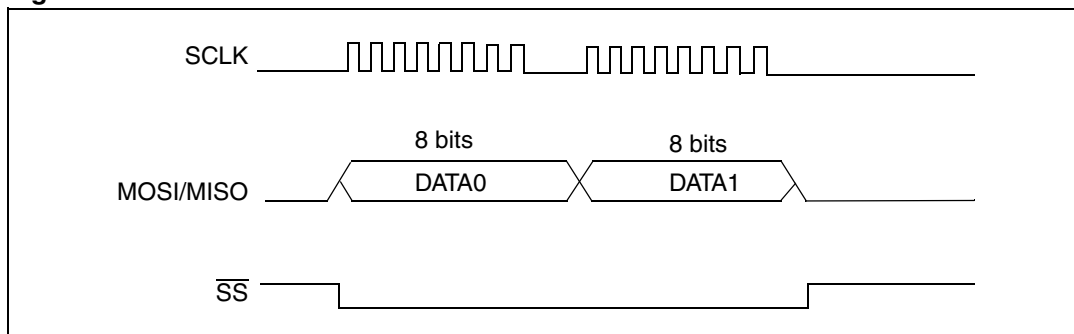 SCLK
8 bits 8 bits
MOSI/MISO DATA0 DATA1
SS